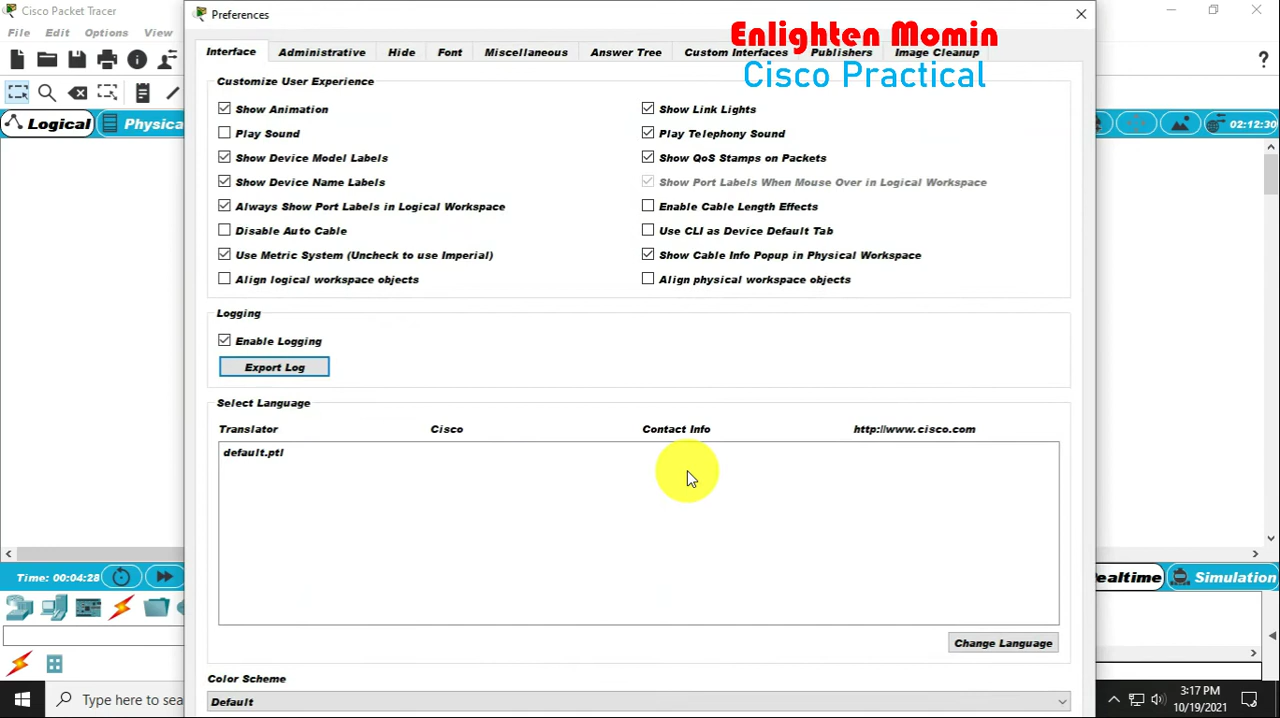 Cisco Packet Tracer
File Edit Options View
Logical
Physica
Preferences
Enlighten Momin
Cisco Practical
Interface Administrative Hide Font Miscellaneous Answer Tree Custom Interfaces Publishers Image Cleanup
Customize User Experience
Show Animation
Show Link Lights
Play Sound
Play Telephony Sound
Show Device Model Labels
Show QoS Stamps on Packets
Show Device Name Labels
Show Port Labels When Mouse Over in Logical Workspace
Always Show Port Labels in Logical Workspace
Enable Cable Length Effects
Disable Auto Cable
Use CLI as Device Default Tab
Use Metric System (Uncheck to use Imperial)
Show Cable Info Popup in Physical Workspace
Align logical workspace objects
Align physical workspace objects
Logging
Enable Logging
Export Log
Select Language
Translator Cisco Contact Info http://www.cisco.com
default.ptl
Change Language
Color Scheme
Default
02:12:30
Time: 00:04:28
ealtime
Simulation
Type here to sea
3:17 PM
10/19/2021